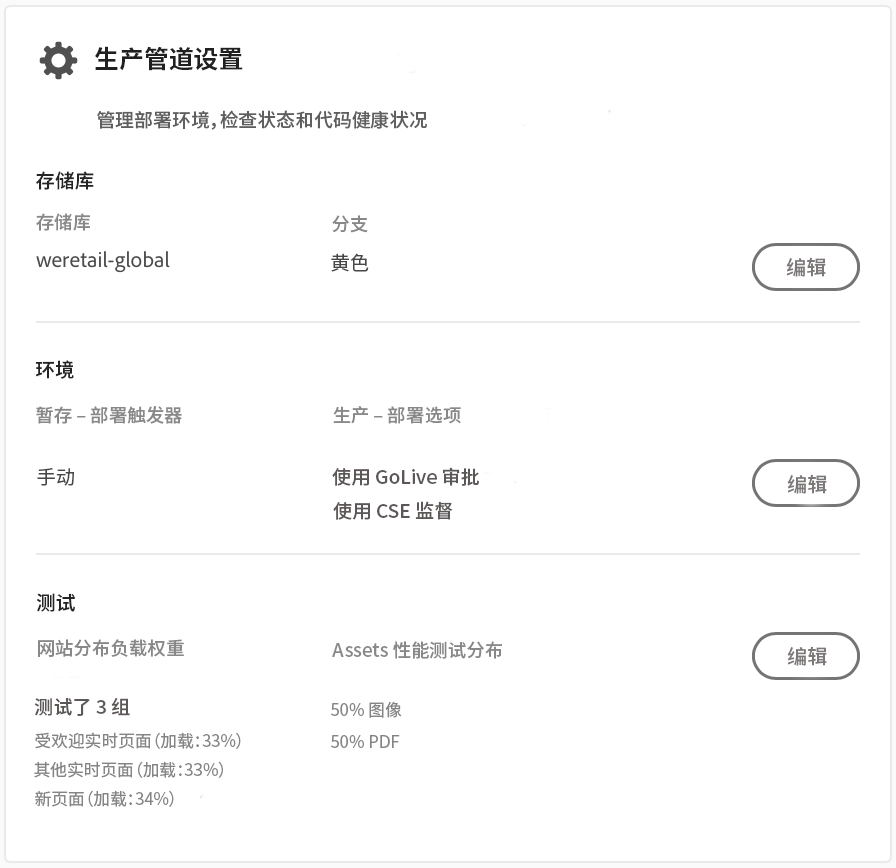 生产管道设置
管理部署环境，检查状态和代码健康状况
存储库
存储库 分支
weretail-global 黄色
编辑
环境
暂存 – 部署触发器 生产 – 部署选项
手动 使用 GoLive 审批
编辑
使用 CSE 监督
测试
网站分布负载权重 Assets 性能测试分布
编辑
测试了 3 组 50% 图像
受欢迎实时页面（加载：33%） 50% PDF
其他实时页面（加载：33%）
新页面（加载：34%）